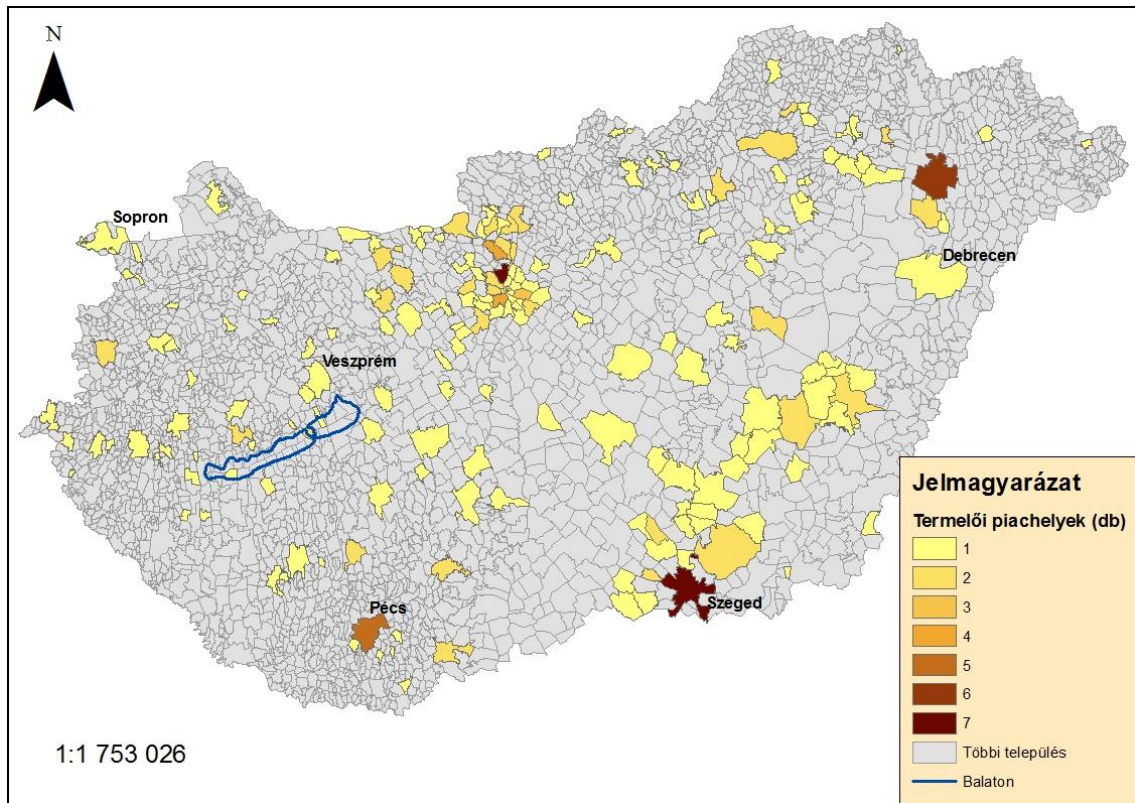 N
Sopron
Debrecen
Veszprém
Pécs
Szeged
Jelmagyarázat
Termelői piachelyek (db)
1
2
3
4
5
6
7
Többi település
Balaton
1:1 753 026